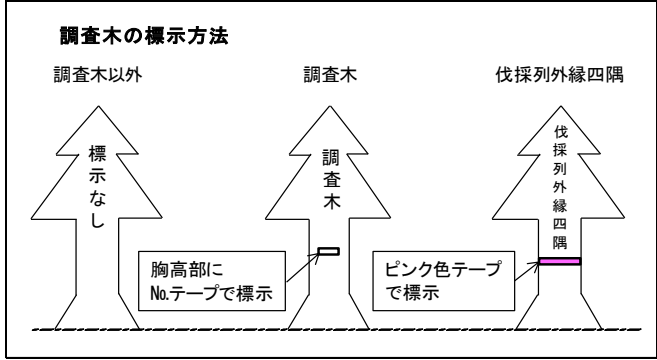 調査木の標示方法
調査木以外
調査木
伐採列外縁四隅
標示なし
調査木
伐採列外縁四隅
胸高部に
№テープで標示
ピンク色テープ
で標示